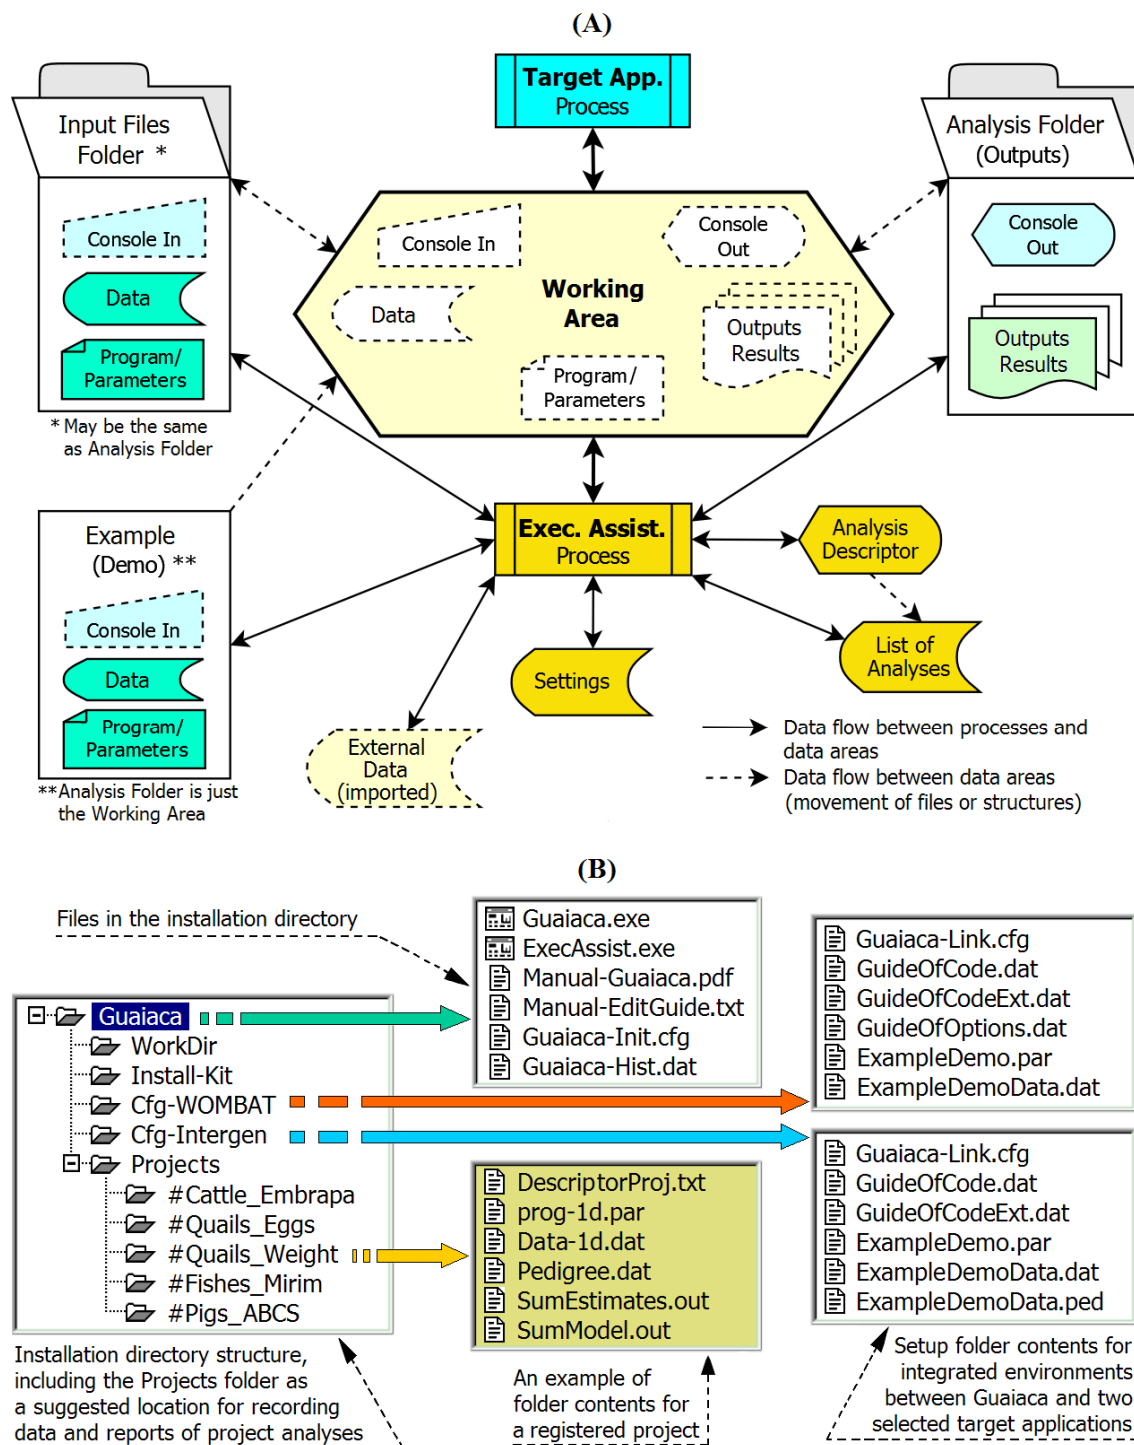 (A)
Target App.
Process
Input Files
Folder *
Console In
Data
Program/
Parameters
* May be the same
as Analysis Folder
Analysis Folder
(Outputs)
Console
Out
Outputs
Results
Console In
Console
Out
Working
Area
Data
Outputs
Results
Program/
Parameters
Example
(Demo) **
Console In
Data
Program/
Parameters
**Analysis Folder is just
the Working Area
Exec. Assist.
Process
Analysis
Descriptor
List of
Analyses
Settings
External
Data
(imported)
Data flow between processes and
data areas
Data flow between data areas
(movement of files or structures)
(B)
Files in the installation directory
Guaiaca
WorkDir
Install-Kit
Cfg-WOMBAT
Cfg-Intergen
Projects
#Cattle_Embrapa
#Quails_Eggs
#Quails_Weight
#Fishes_Mirim
#Pigs_ABCS
Installation directory structure,
including the Projects folder as
a suggested location for recording
data and reports of project analyses
Guaiaca.exe
ExecAssist.exe
Manual-Guaiaca.pdf
Manual-EditGuide.txt
Guaiaca-Init.cfg
Guaiaca-Hist.dat
DescriptorProj.txt
prog-1d.par
Data-1d.dat
Pedigree.dat
SumEstimates.out
SumModel.out
An example of
folder contents for
a registered project
Guaiaca-Link.cfg
GuideOfCode.dat
GuideOfCodeExt.dat
GuideOfOptions.dat
ExampleDemo.par
ExampleDemoData.dat
Guaiaca-Link.cfg
GuideOfCode.dat
GuideOfCodeExt.dat
ExampleDemo.par
ExampleDemoData.dat
ExampleDemoData.ped
Setup folder contents for
integrated environments
between Guaiaca and two
selected target applications